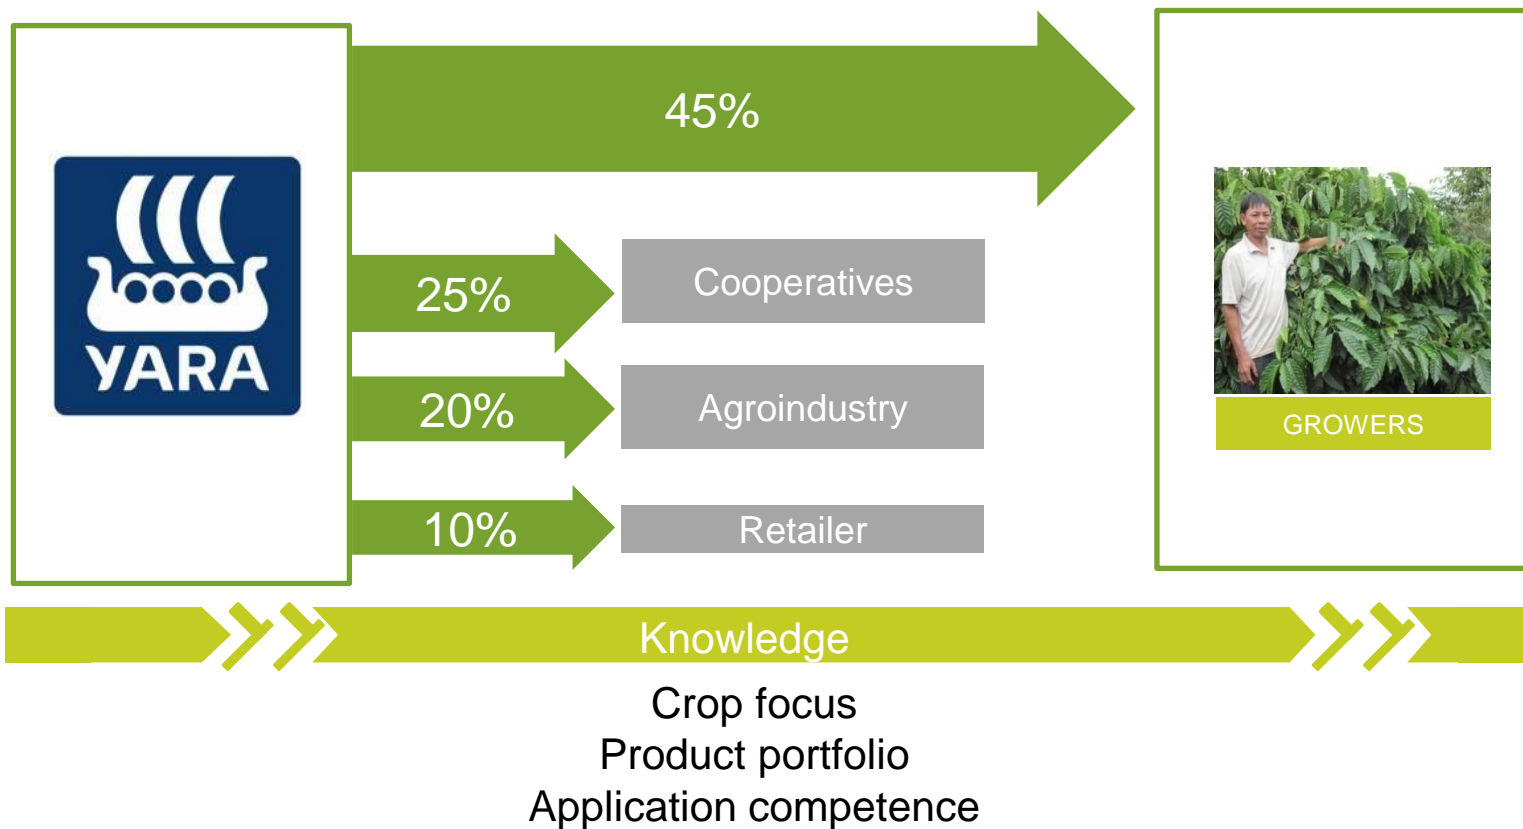 45%
YARA
25%
Cooperatives
20%
Agroindustry
10%
Retailer
GROWERS
Knowledge
Crop focus
Product portfolio
Application competence